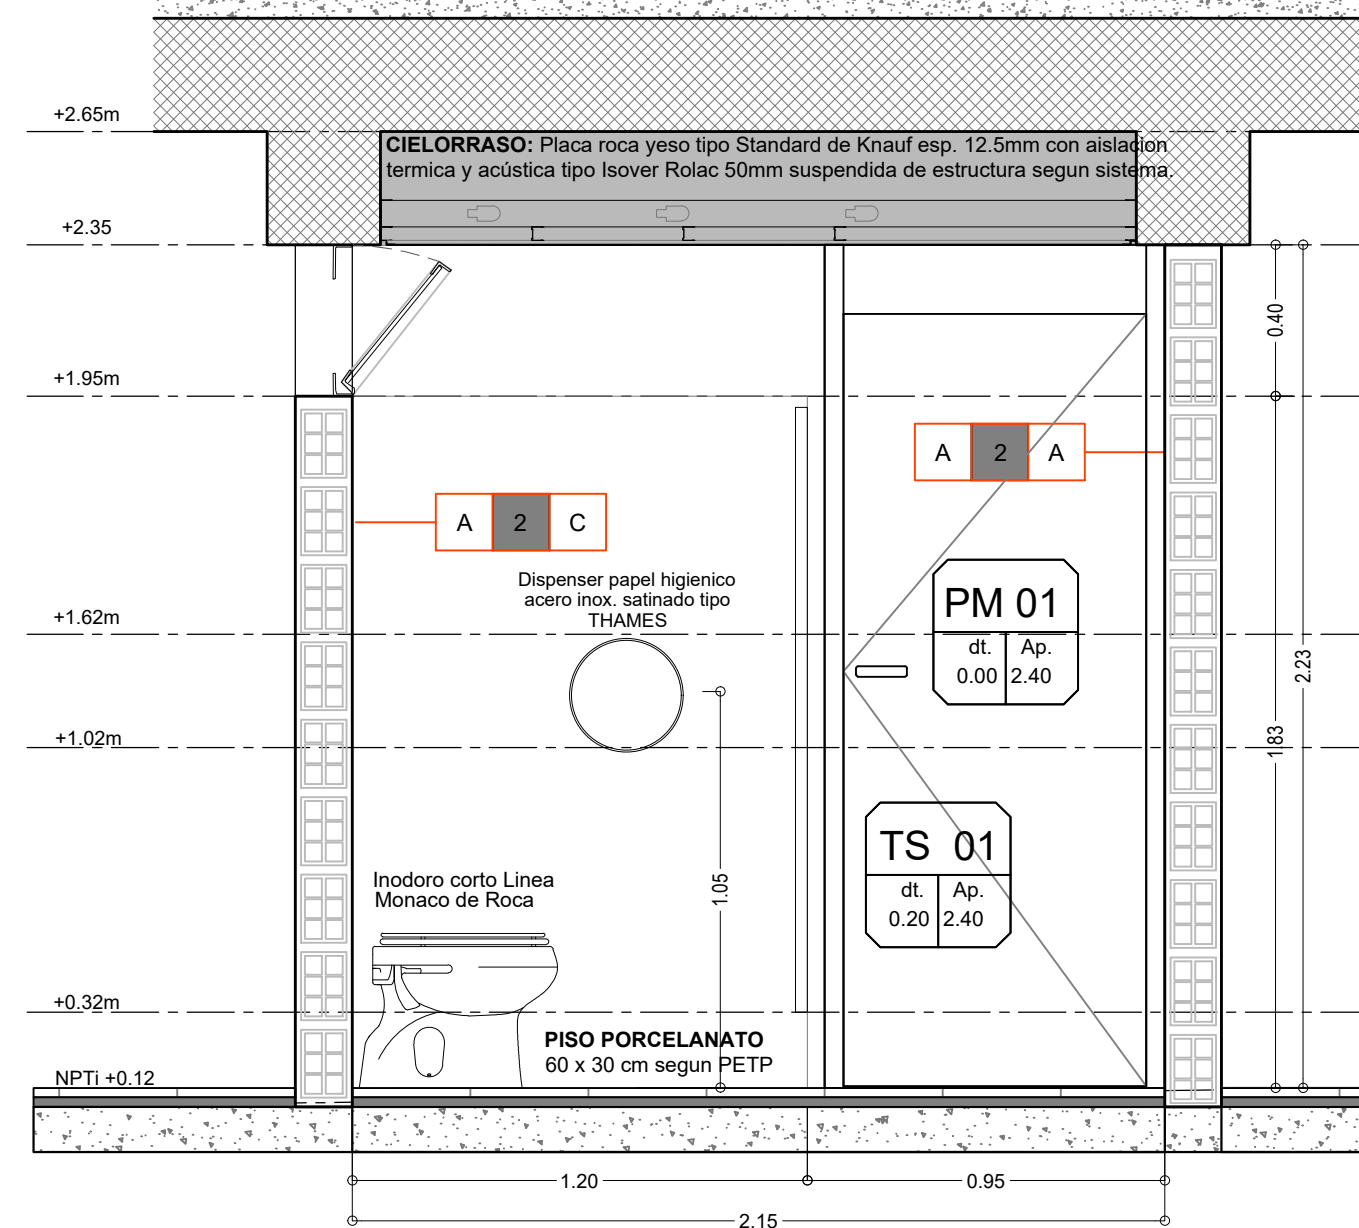 +2.65m
CIELORRASO: Placa roca yeso tipo Standard de Knauf esp. 12.5mm con aislacion
termica y acústica tipo Isover Rolac 50mm suspendida de estructura segun sistema.
+2.35
0.40
+1.95m
A 2 A
A 2 C
Dispenser papel higienico
acero inox. satinado tipo
THAMES
+1.62m
PM 01
dt. Ap.
0.00 2.40
2.23
1.83
+1.02m
TS 01
dt. Ap.
0.20 2.40
1.05
Inodoro corto Linea
Monaco de Roca
+0.32m
PISO PORCELANATO
60 x 30 cm segun PETP
NPTi +0.12
1.20
0.95
2.15